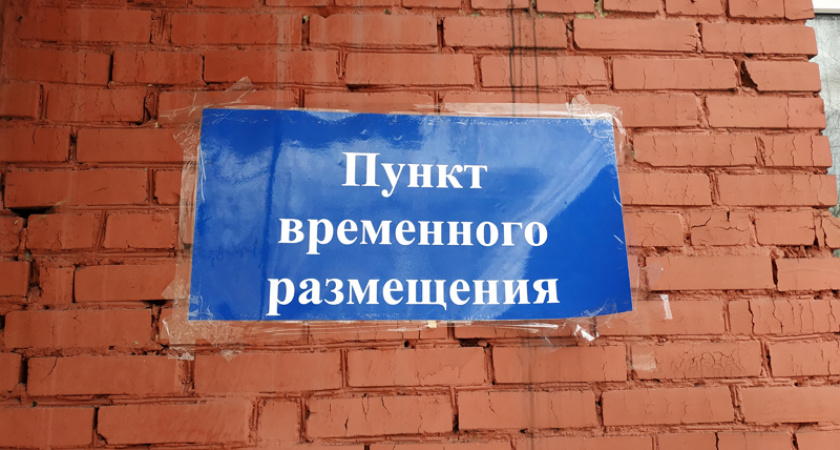 Пункт
временного
размещения